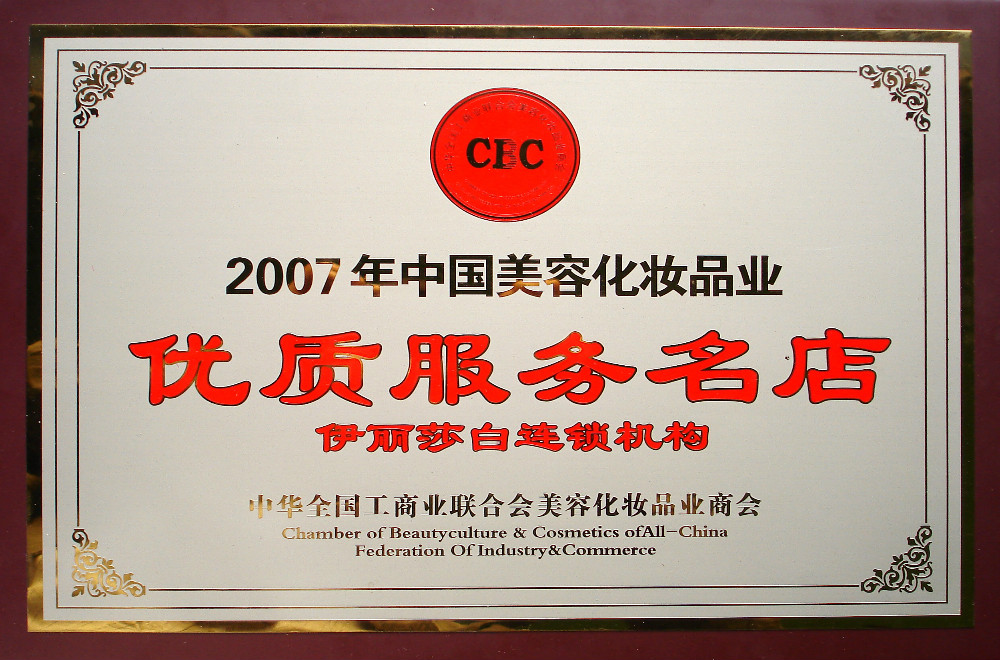 CBC
2007年中国美容化妆品业
优质服务名店
伊丽莎白连锁机构
中华全国工商业联合会美容化妆品业商会
Chamber of Beautyculture & Cosmetics ofAll-China
Federation Of Industry&Commerce